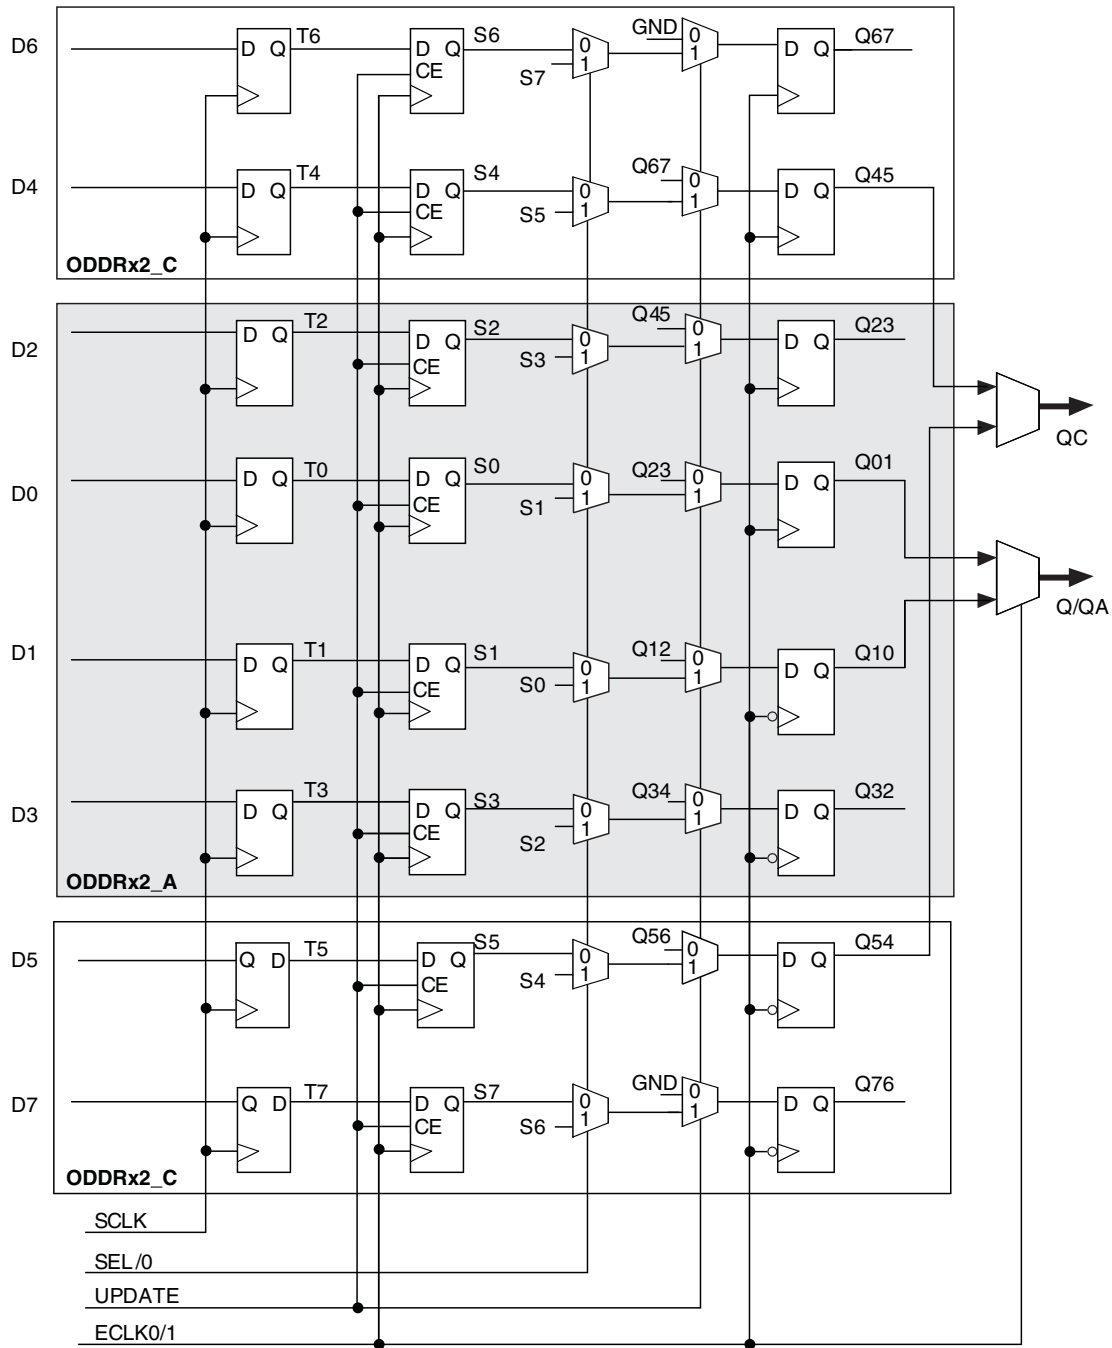 D6 D Q T6 D Q CE S6 0 1 S7 GND 0 1 D Q Q67
D4 D Q T4 D Q CE S4 0 1 S5 Q67 0 1 D Q Q45
ODDRx2_C
D2 D Q T2 D Q CE S2 0 1 S3 Q45 0 1 D Q Q23
QC
D0 D Q T0 D Q CE S0 0 1 S1 Q23 0 1 D Q Q01
Q/QA
D1 D Q T1 D Q CE S1 0 1 S0 Q12 0 1 D Q Q10
D3 D Q T3 D Q CE S3 0 1 S2 Q34 0 1 D Q Q32
ODDRx2_A
D5 Q D T5 D Q CE S5 0 1 S4 Q56 0 1 D Q Q54
D7 Q D T7 D Q CE S7 0 1 S6 GND 0 1 D Q Q76
ODDRx2_C
SCLK
SEL/0
UPDATE
ECLK0/1